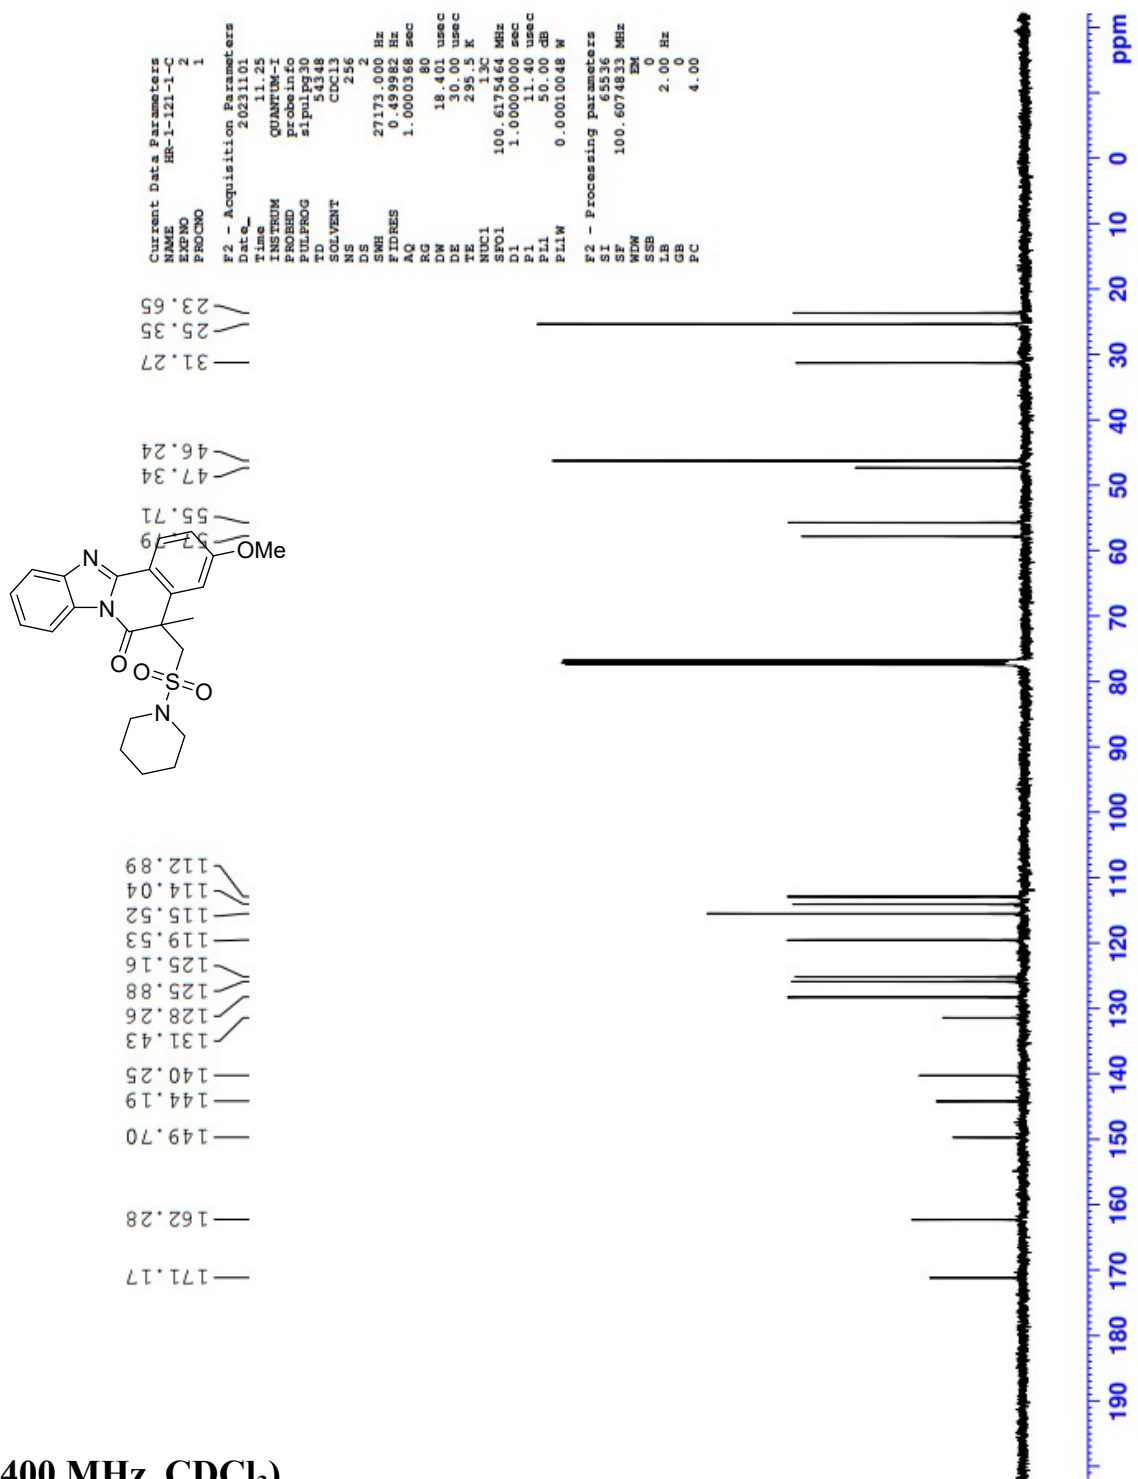 Current Data Parameters
NAME HR-1-121-1-C
EXPNO 2
PROCNO 1
F2 - Acquisition Parameters
Date_ 20231101
Time 11.25
INSTRUM QUANTUM-I
PROBHD probeinfo
PULPROG s1pulpg30
TD 54348
SOLVENT CDCl3
NS 256
DS 2
SWH 27173.000 Hz
FIDRES 0.499982 Hz
AQ 1.0000368 sec
RG 80
DW 18.401 usec
DE 30.00 usec
TE 295.5 K
NUC1 13C
SFO1 100.6175464 MHz
D1 1.00000000 sec
P1 11.40 usec
PL1 50.00 dB
PL1W 0.00010048 W
F2 - Processing parameters
SI 65536
SF 100.6074833 MHz
WDW EM
SSB 0
LB 2.00 Hz
GB 0
PC 4.00
23.65
25.35
31.27
46.24
47.34
55.71
57.79
112.89
114.04
115.52
119.53
125.16
125.88
128.26
131.43
140.25
144.19
149.70
162.28
171.17
N
OMe
N
O
O
S
O
N
ppm
0
10
20
30
40
50
60
70
80
90
100
110
120
130
140
150
160
170
180
190
400 MHz, CDCl₃)